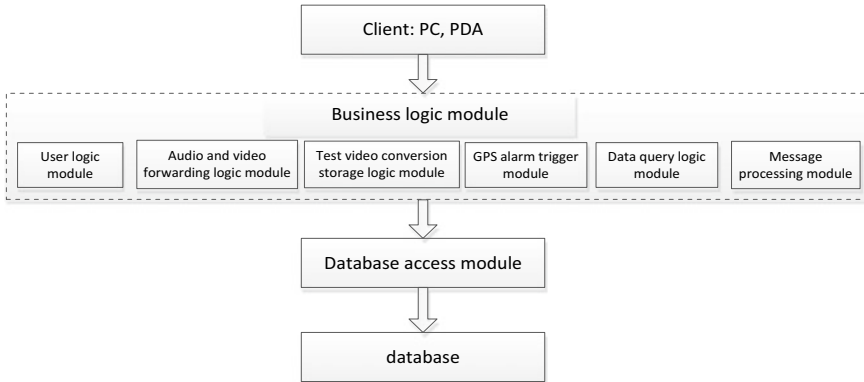 Client: PC, PDA
Business logic module
User logic
module
Audio and video
forwarding logic module
Test video conversion
storage logic module
GPS alarm trigger
module
Data query logic
module
Message
processing module
Database access module
database